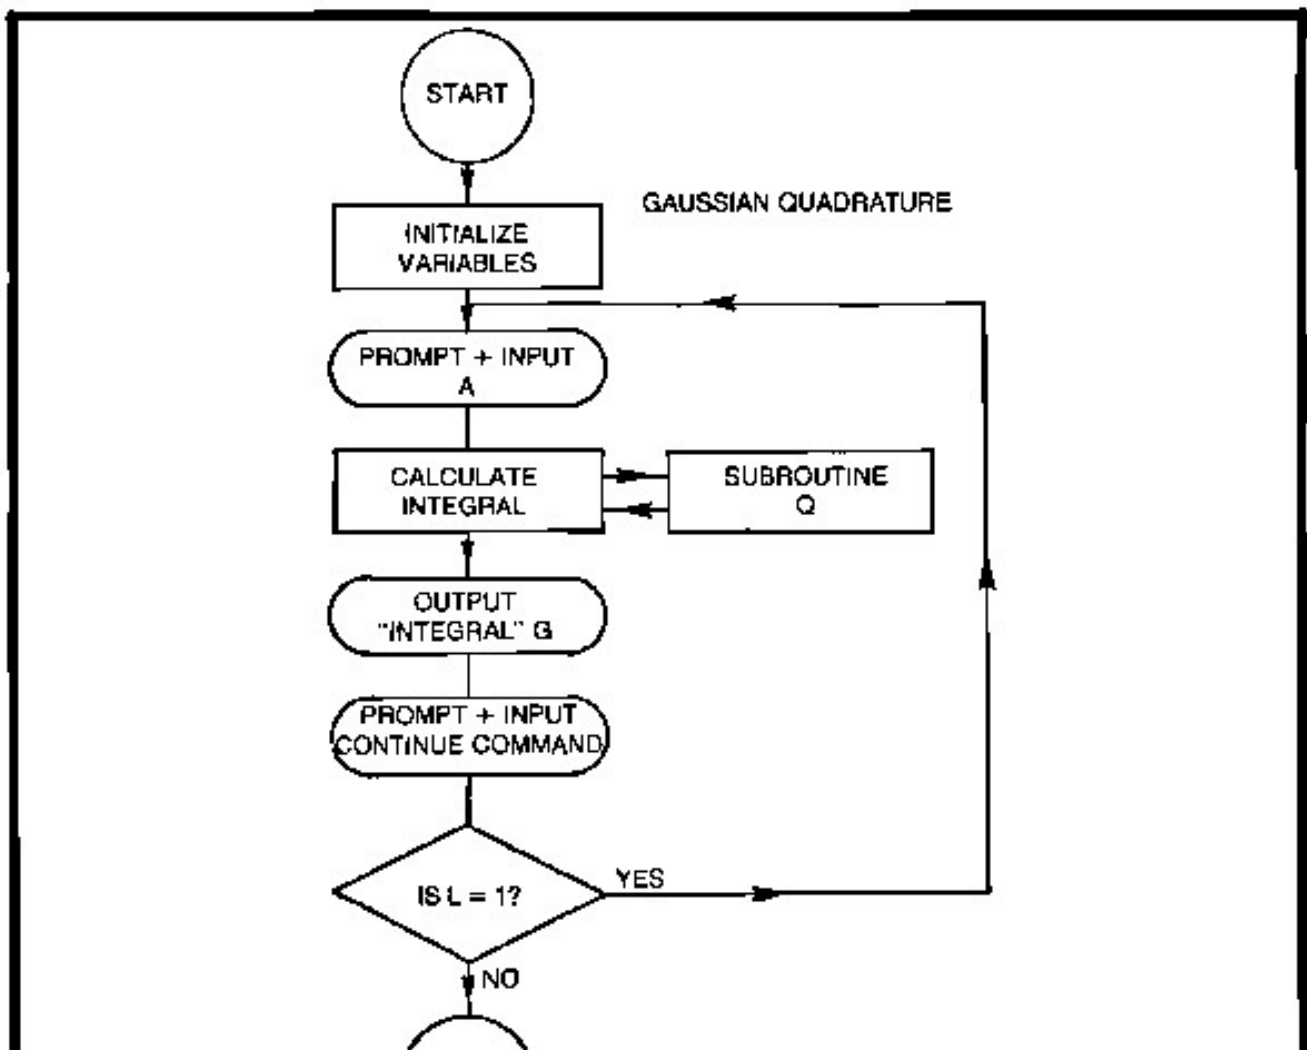 START
GAUSSIAN QUADRATURE
INITIALIZE
VARIABLES
PROMPT + INPUT
A
CALCULATE
INTEGRAL
SUBROUTINE
Q
OUTPUT
"INTEGRAL" G
PROMPT + INPUT
CONTINUE COMMAND
IS L = 1?
YES
NO